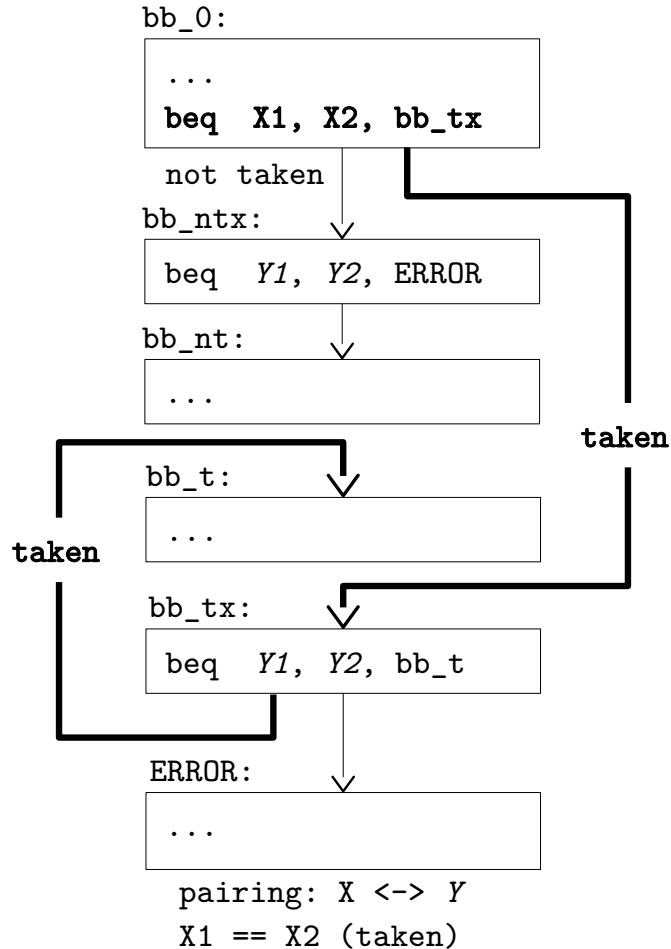 bb_0:
...
beq X1, X2, bb_tx
not taken
bb_ntx:
beq Y1, Y2, ERROR
bb_nt:
...
taken
bb_t:
...
taken
bb_tx:
beq Y1, Y2, bb_t
ERROR:
...
pairing: X <-> Y
X1 == X2 (taken)